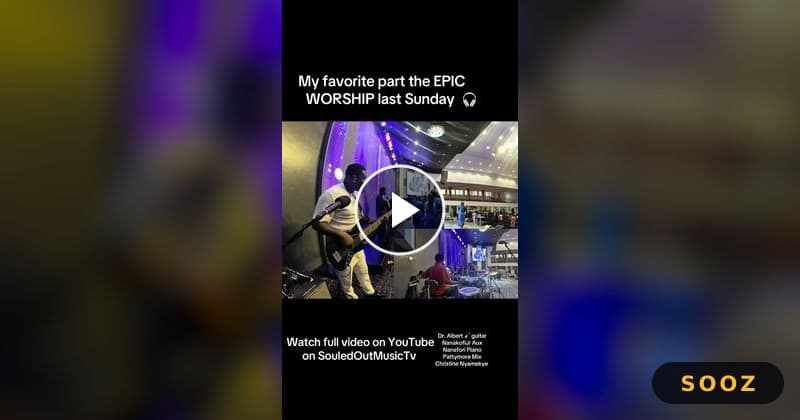 My favorite part the EPIC
WORSHIP last Sunday 🎧
Watch full video on YouTube
on SouledOutMusicTv
Dr. Albert 🎸 guitar
NanakofiJr Aux
Nanafori Piano
Pattymore Mix
Christine Nyamekye
SOOZ